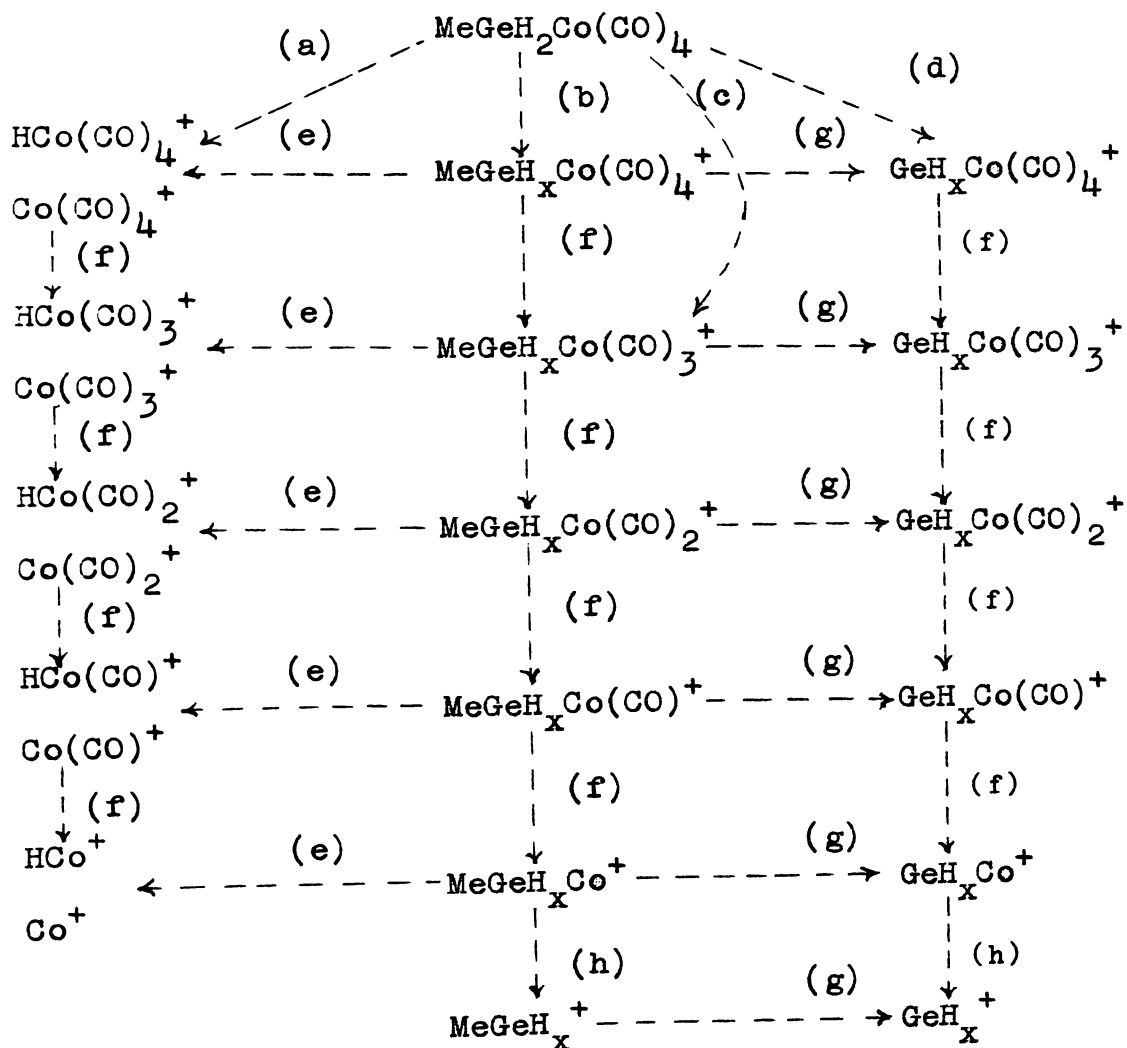 MeGeH₂Co(CO)₄
(a) (b) (c) (d)
HCo(CO)₄⁺ (e) MeGeHₓCo(CO)₄⁺ (g) GeHₓCo(CO)₄⁺
Co(CO)₄⁺
(f) (f) (f)
HCo(CO)₃⁺ (e) MeGeHₓCo(CO)₃⁺ (g) GeHₓCo(CO)₃⁺
Co(CO)₃⁺
(f) (f) (f)
HCo(CO)₂⁺ (e) MeGeHₓCo(CO)₂⁺ (g) GeHₓCo(CO)₂⁺
Co(CO)₂⁺
(f) (f) (f)
HCo(CO)⁺ (e) MeGeHₓCo(CO)⁺ (g) GeHₓCo(CO)⁺
Co(CO)⁺
(f) (f) (f)
HCo⁺ (e) MeGeHₓCo⁺ (g) GeHₓCo⁺
Co⁺
(h) (h)
MeGeHₓ⁺ (g) GeHₓ⁺